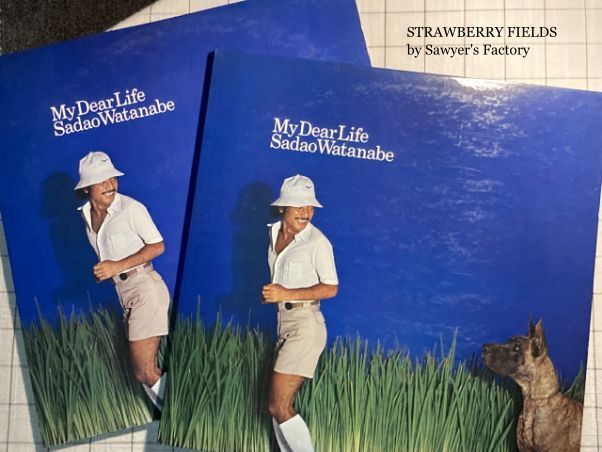 STRAWBERRY FIELDS
by Sawyer's Factory
My Dear Life
Sadao Watanabe
My Dear Life
Sadao Watanabe